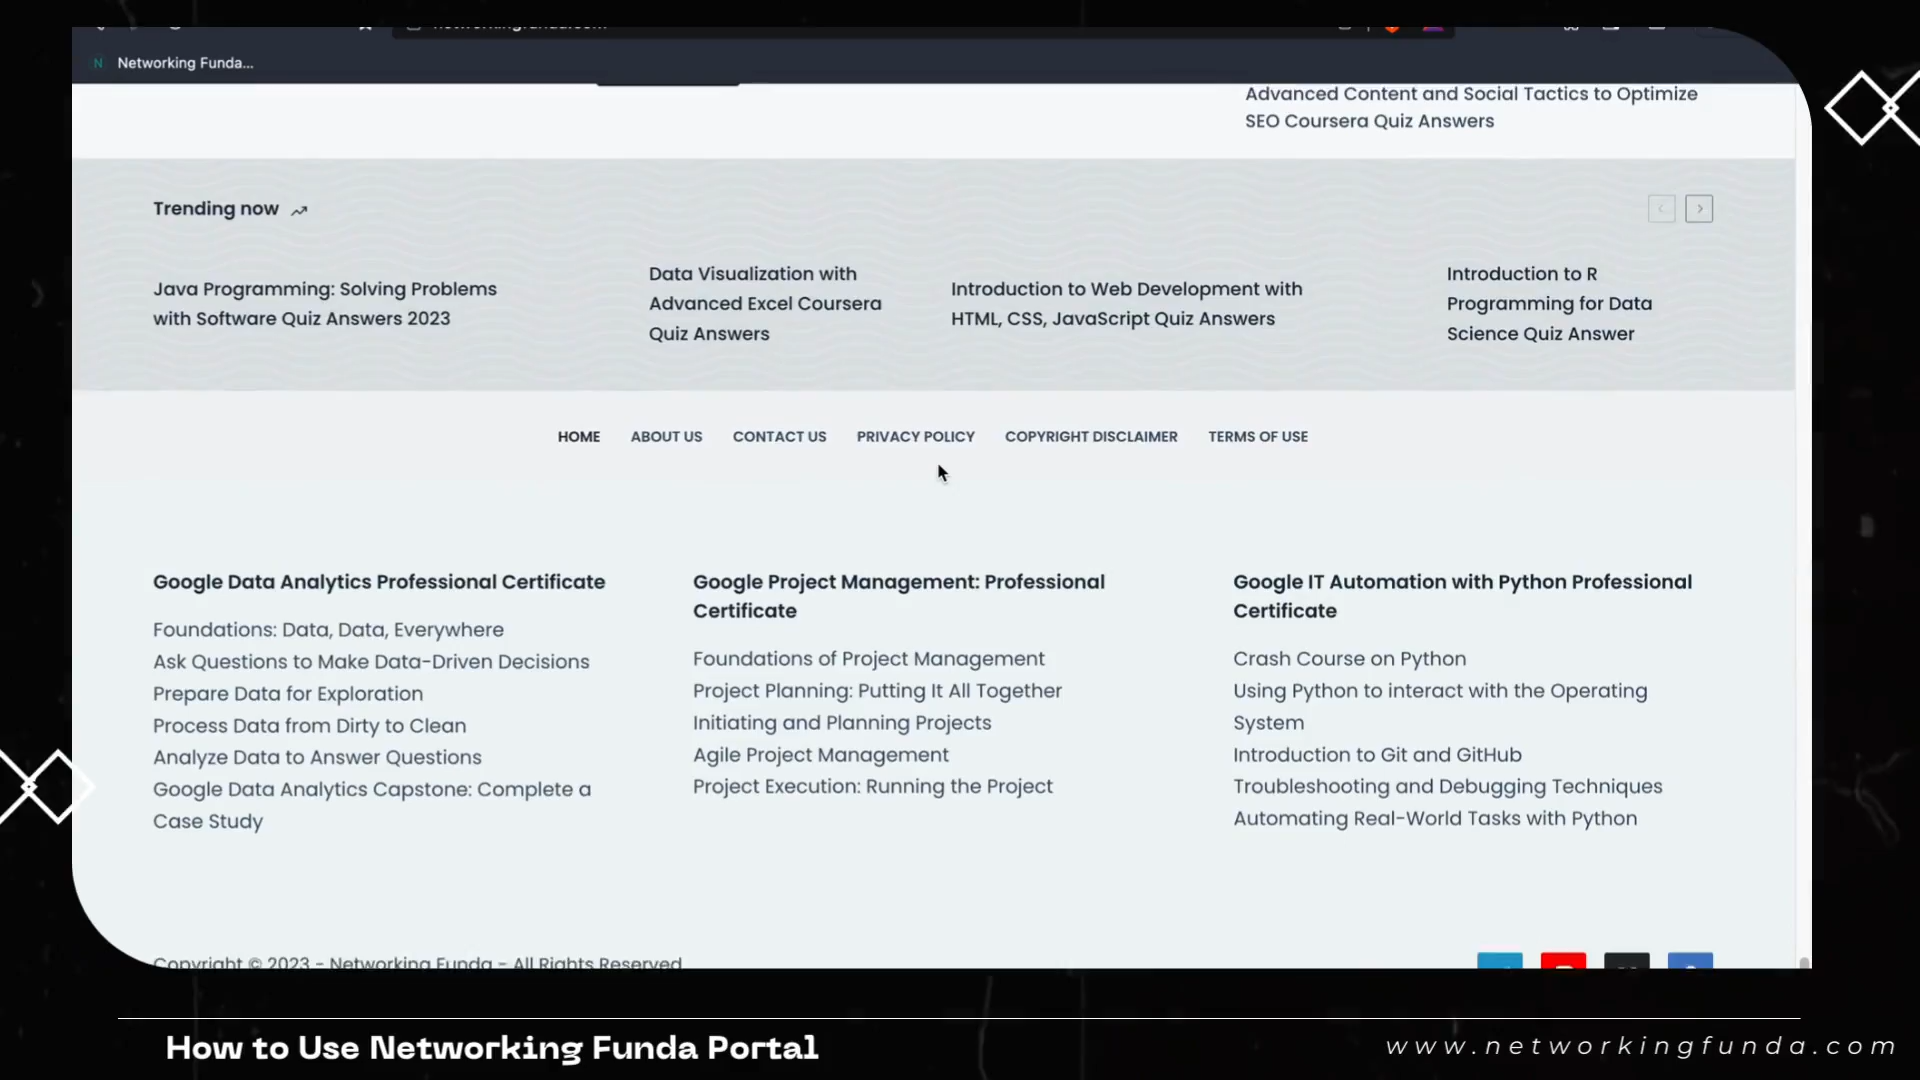 N Networking Funda...
Advanced Content and Social Tactics to Optimize
SEO Coursera Quiz Answers
Trending now
Java Programming: Solving Problems
with Software Quiz Answers 2023
Data Visualization with
Advanced Excel Coursera
Quiz Answers
Introduction to Web Development with
HTML, CSS, JavaScript Quiz Answers
Introduction to R
Programming for Data
Science Quiz Answer
HOME ABOUT US CONTACT US PRIVACY POLICY COPYRIGHT DISCLAIMER TERMS OF USE
Google Data Analytics Professional Certificate
Foundations: Data, Data, Everywhere
Ask Questions to Make Data-Driven Decisions
Prepare Data for Exploration
Process Data from Dirty to Clean
Analyze Data to Answer Questions
Google Data Analytics Capstone: Complete a
Case Study
Google Project Management: Professional
Certificate
Foundations of Project Management
Project Planning: Putting It All Together
Initiating and Planning Projects
Agile Project Management
Project Execution: Running the Project
Google IT Automation with Python Professional
Certificate
Crash Course on Python
Using Python to interact with the Operating
System
Introduction to Git and GitHub
Troubleshooting and Debugging Techniques
Automating Real-World Tasks with Python
Copyright © 2023 - Networking Funda - All Rights Reserved
How to Use Networking Funda Portal
www.networkingfunda.com